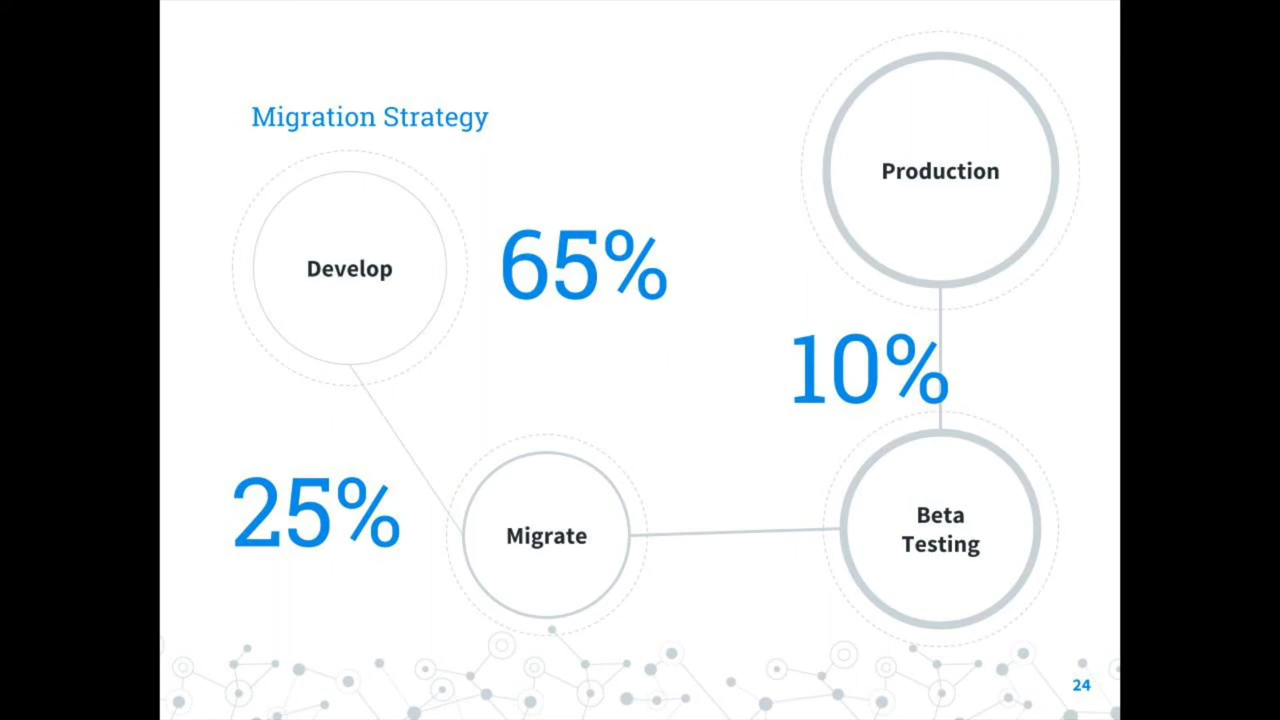 Migration Strategy
Production
Develop
65%
10%
25%
Migrate
Beta
Testing
24